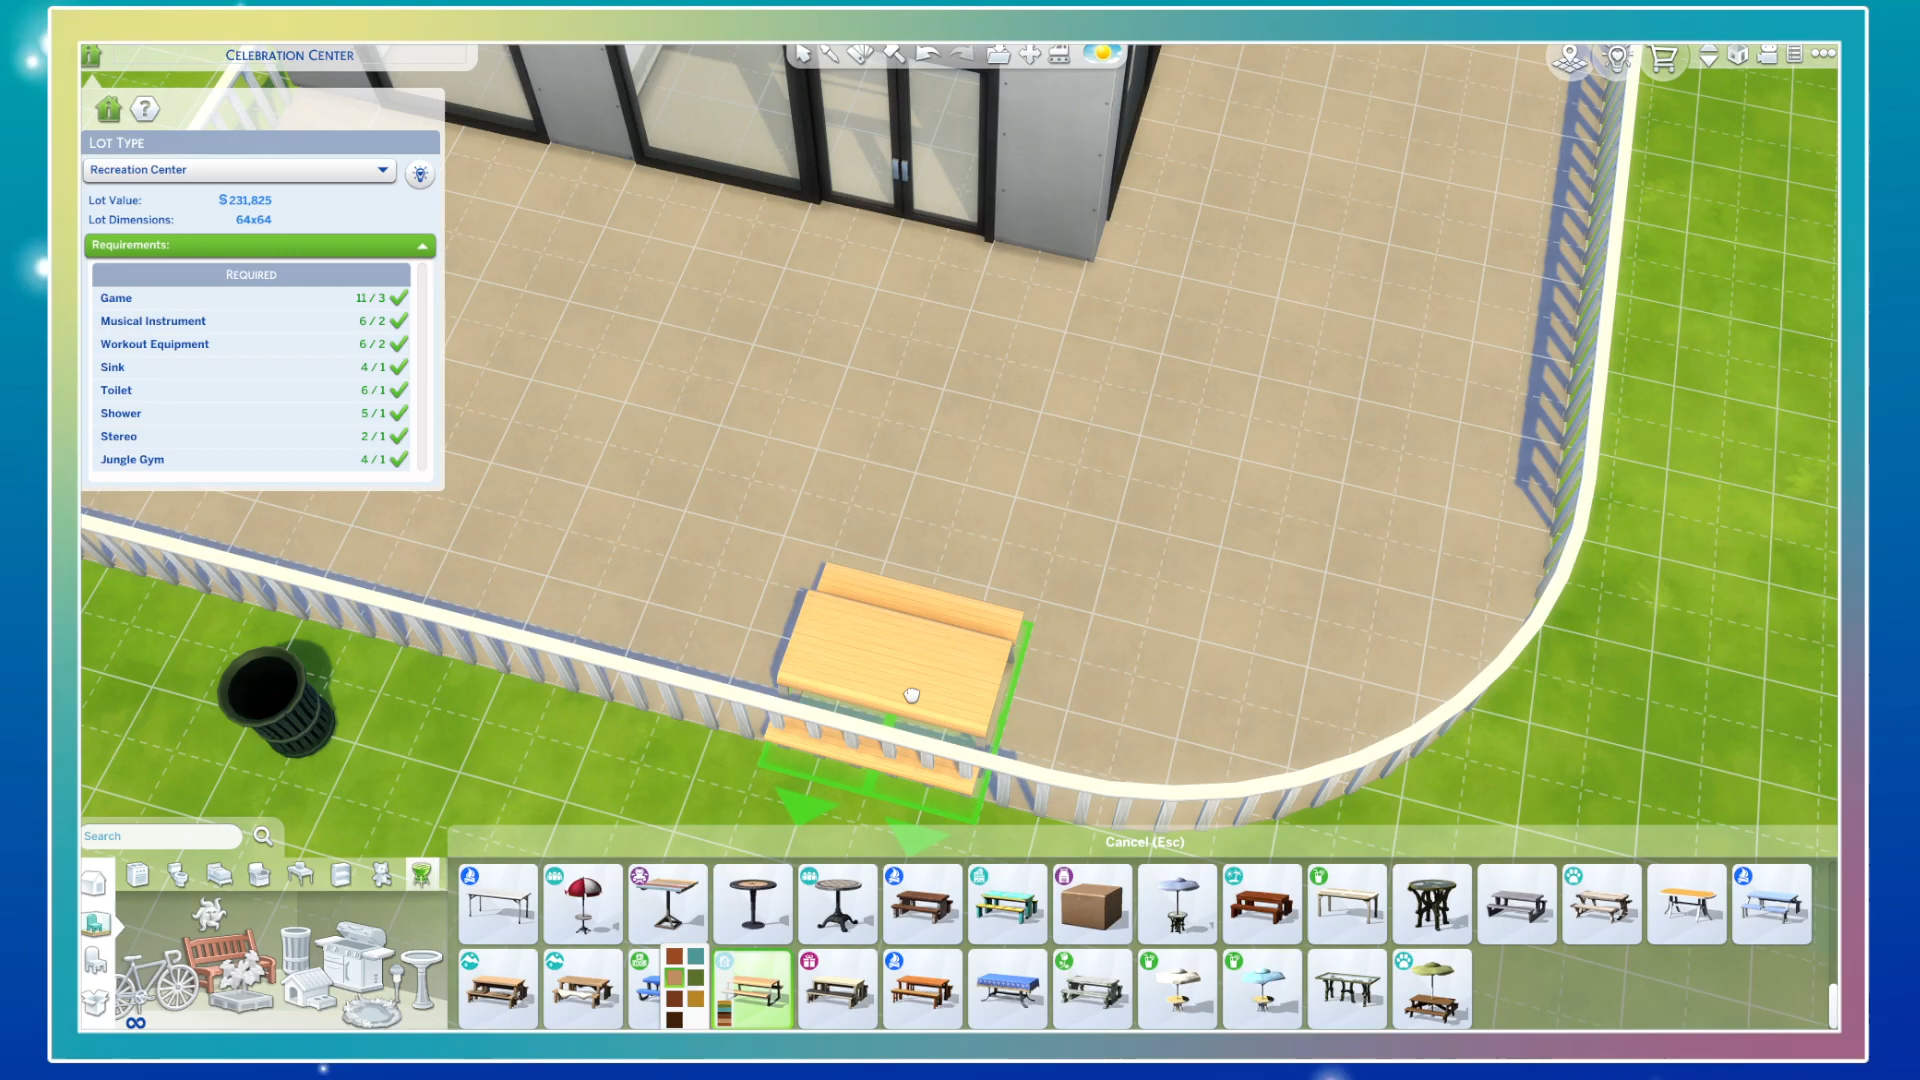 CELEBRATION CENTER
?
LOT TYPE
Recreation Center
Lot Value: $231,825
Lot Dimensions: 64x64
Requirements:
REQUIRED
Game 11 / 3
Musical Instrument 6 / 2
Workout Equipment 6 / 2
Sink 4 / 1
Toilet 6 / 1
Shower 5 / 1
Stereo 2 / 1
Jungle Gym 4 / 1
Search
Cancel (Esc)